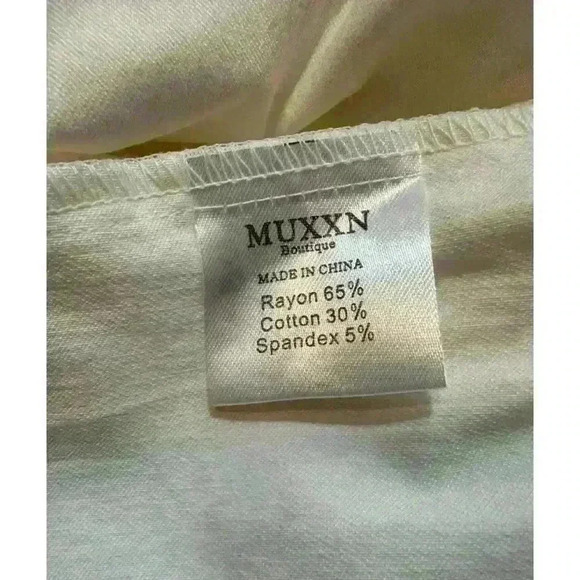 MUXXN
Boutique
MADE IN CHINA
Rayon 65%
Cotton 30%
Spandex 5%